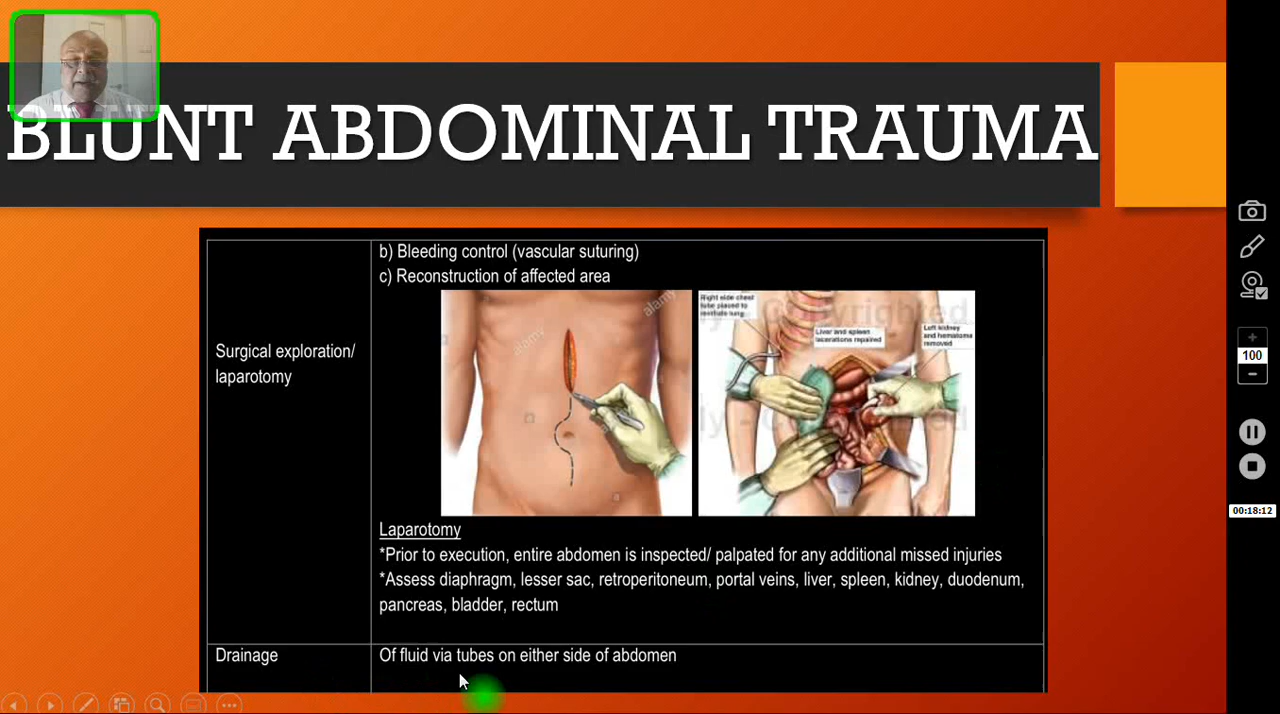 BLUNT ABDOMINAL TRAUMA
b) Bleeding control (vascular suturing)
c) Reconstruction of affected area
Surgical exploration/
laparotomy
alamy
alamy
Right side chest
tube placed to
ventilate lung
Liver and spleen
lacerations repaired
Left kidney
and hematoma
removed
Laparotomy
*Prior to execution, entire abdomen is inspected/ palpated for any additional missed injuries
*Assess diaphragm, lesser sac, retroperitoneum, portal veins, liver, spleen, kidney, duodenum,
pancreas, bladder, rectum
Drainage
Of fluid via tubes on either side of abdomen
100
00:18:12